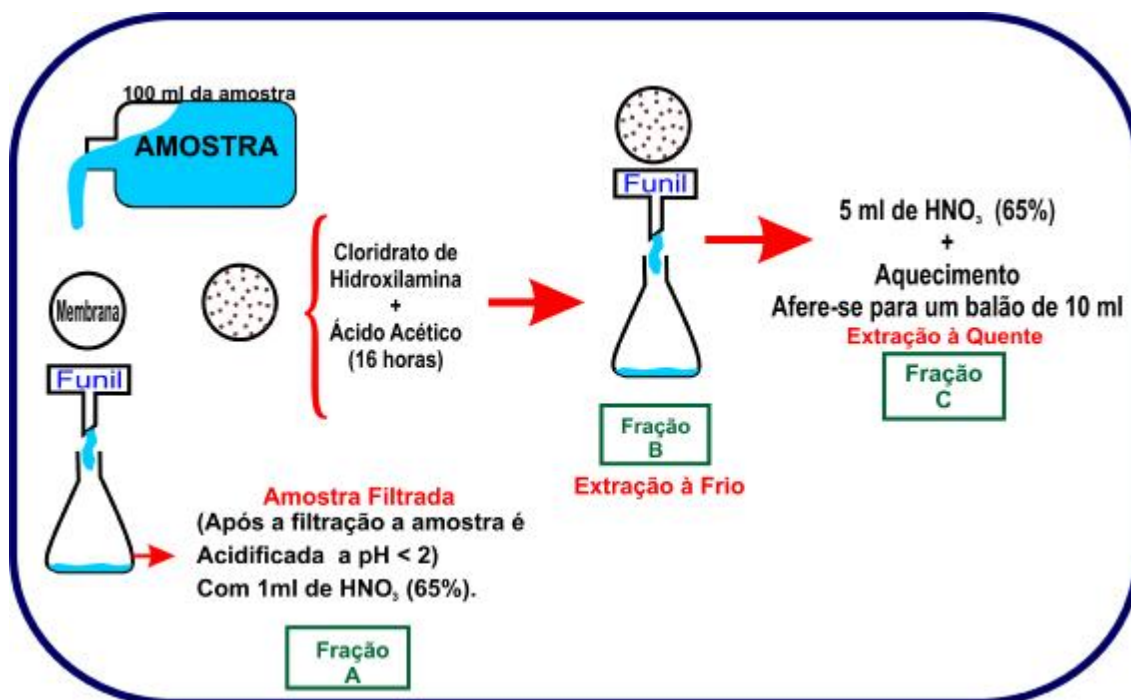 100 ml da amostra
AMOSTRA
Membrana
Funil
Cloridrato de
Hidroxilamina
+
Ácido Acético
(16 horas)
Amostra Filtrada
(Após a filtração a amostra é
Acidificada a pH < 2)
Com 1ml de HNO₃ (65%).
Fração
A
Funil
Fração
B
Extração à Frio
5 ml de HNO₃ (65%)
+
Aquecimento
Afere-se para um balão de 10 ml
Extração à Quente
Fração
C